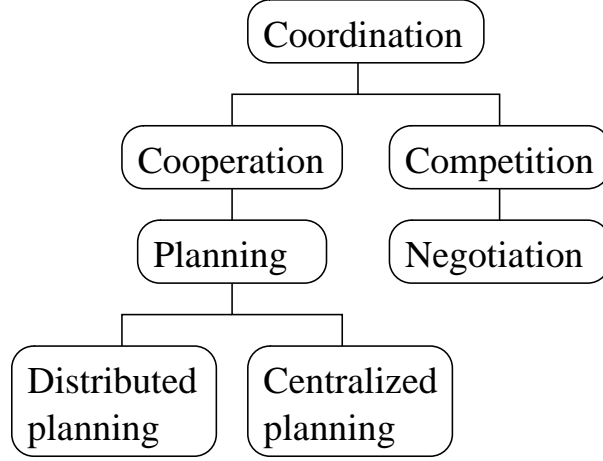 Coordination
Cooperation
Competition
Planning
Negotiation
Distributed
planning
Centralized
planning